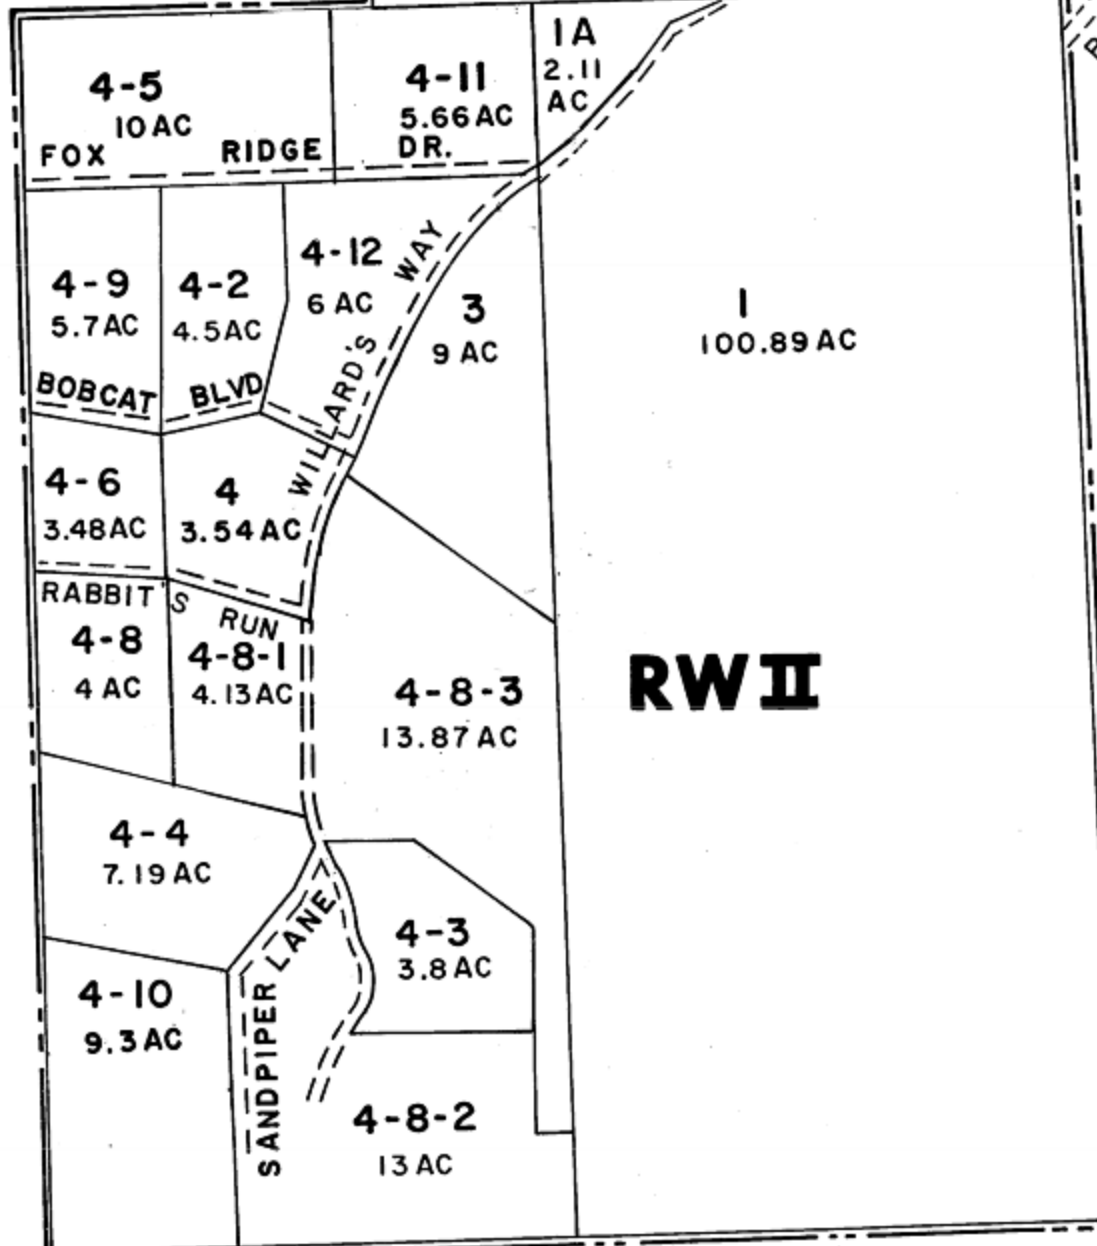 4-5
10 AC
4-11
5.66 AC
1A
2.11
AC
FOX RIDGE DR.
4-9
5.7 AC
4-2
4.5 AC
4-12
6 AC
WILLARD'S WAY
3
9 AC
1
100.89 AC
BOBCAT BLVD
4-6
3.48 AC
4
3.54 AC
RABBIT'S RUN
4-8
4 AC
4-8-1
4.13 AC
4-8-3
13.87 AC
RW II
4-4
7.19 AC
4-3
3.8 AC
SANDPIPER LANE
4-10
9.3 AC
4-8-2
13 AC